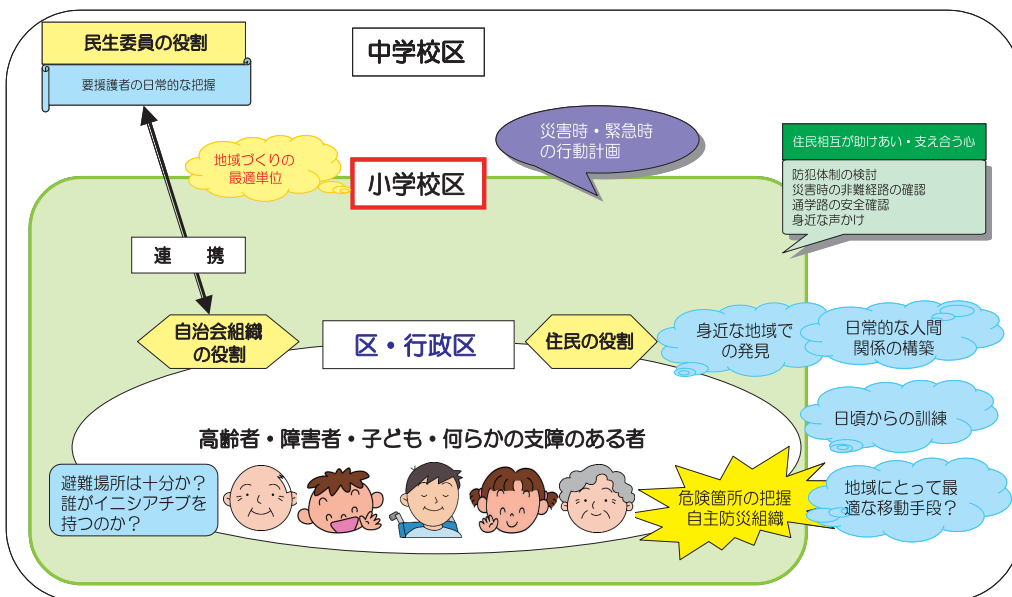 民生委員の役割
要援護者の日常的な把握
中学校区
災害時・緊急時
の行動計画
地域づくりの
最適単位
小学校区
住民相互が助けあい・支え合う心
防犯体制の検討
災害時の非難経路の確認
通学路の安全確認
身近な声かけ
連　携
自治会組織
の役割
区・行政区
住民の役割
身近な地域で
の発見
日常的な人間
関係の構築
日頃からの訓練
高齢者・障害者・子ども・何らかの支障のある者
避難場所は十分か？
誰がイニシアチブを
持つのか？
危険箇所の把握
自主防災組織
地域にとって最
適な移動手段？